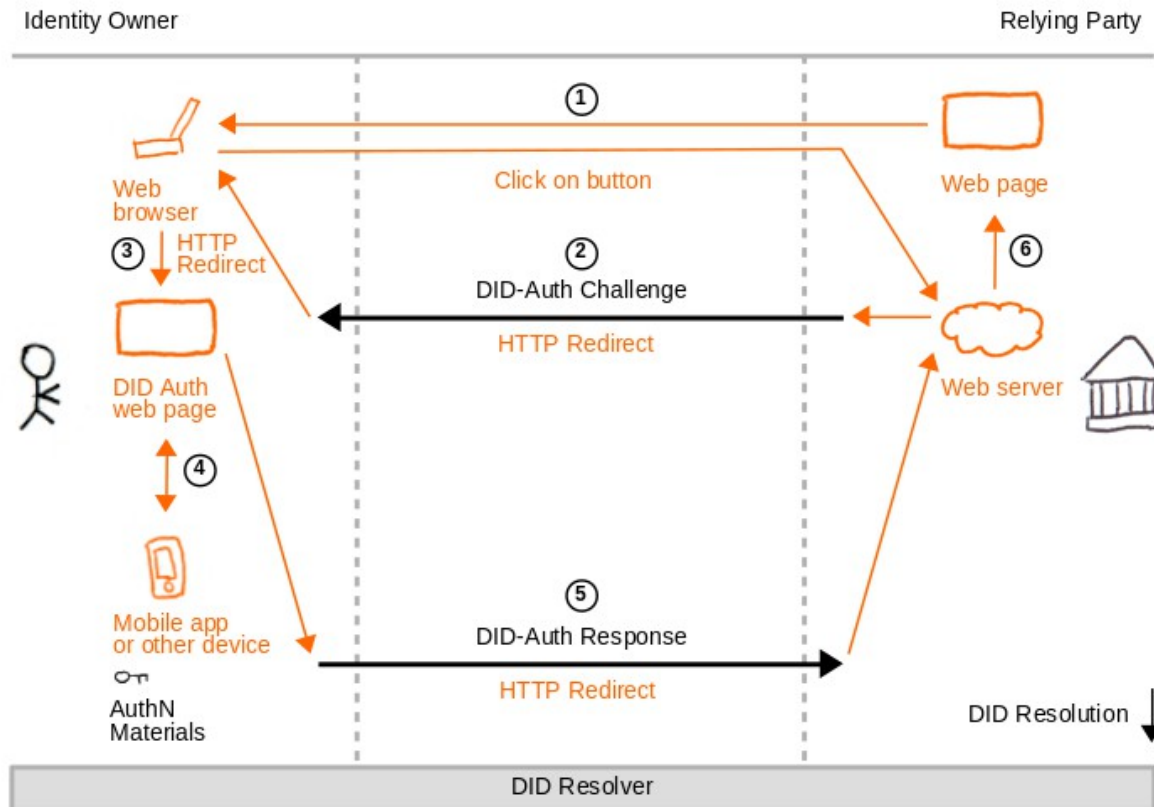 Identity Owner
Relying Party
1
Web
browser
Click on button
Web page
3
HTTP
Redirect
2
DID-Auth Challenge
HTTP Redirect
6
DID Auth
web page
Web server
4
Mobile app
or other device
5
DID-Auth Response
HTTP Redirect
AuthN
Materials
DID Resolution
DID Resolver